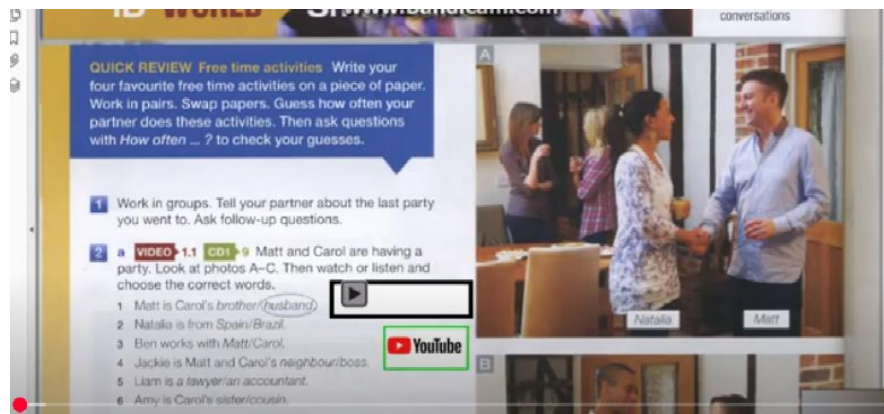 WORLD
www.bandicam.com
conversations
A
QUICK REVIEW Free time activities Write your
four favourite free time activities on a piece of paper.
Work in pairs. Swap papers. Guess how often your
partner does these activities. Then ask questions
with How often ... ? to check your guesses.
1 Work in groups. Tell your partner about the last party
you went to. Ask follow-up questions.
2 a VIDEO 1.1 CD1 9 Matt and Carol are having a
party. Look at photos A–C. Then watch or listen and
choose the correct words.
1 Matt is Carol's brother/husband.
2 Natalia is from Spain/Brazil.
3 Ben works with Matt/Carol.
4 Jackie is Matt and Carol's neighbour/boss.
5 Liam is a lawyer/an accountant.
6 Amy is Carol's sister/cousin.
YouTube
Natalia
Matt
B